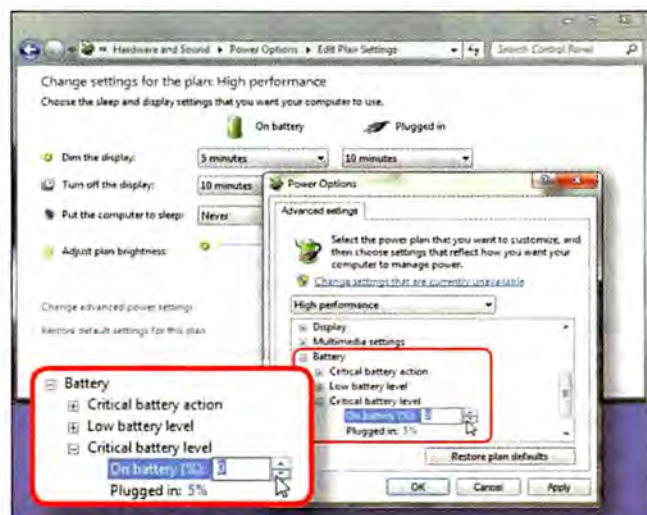 Hardware and Sound ▸ Power Options ▸ Edit Plan Settings
Search Control Panel
Change settings for the plan: High performance
Choose the sleep and display settings that you want your computer to use.
On battery Plugged in
Dim the display: 5 minutes 10 minutes
Turn off the display: 10 minutes
Put the computer to sleep: Never
Adjust plan brightness:
Change advanced power settings
Restore default settings for this plan
Power Options
Advanced settings
Select the power plan that you want to customize, and
then choose settings that reflect how you want your
computer to manage power.
Change settings that are currently unavailable
High performance
Display
Multimedia settings
Battery
Critical battery action
Low battery level
Critical battery level
On battery (%): 0
Plugged in: 5%
Restore plan defaults
OK Cancel Apply
Battery
Critical battery action
Low battery level
Critical battery level
On battery (%): 0
Plugged in: 5%